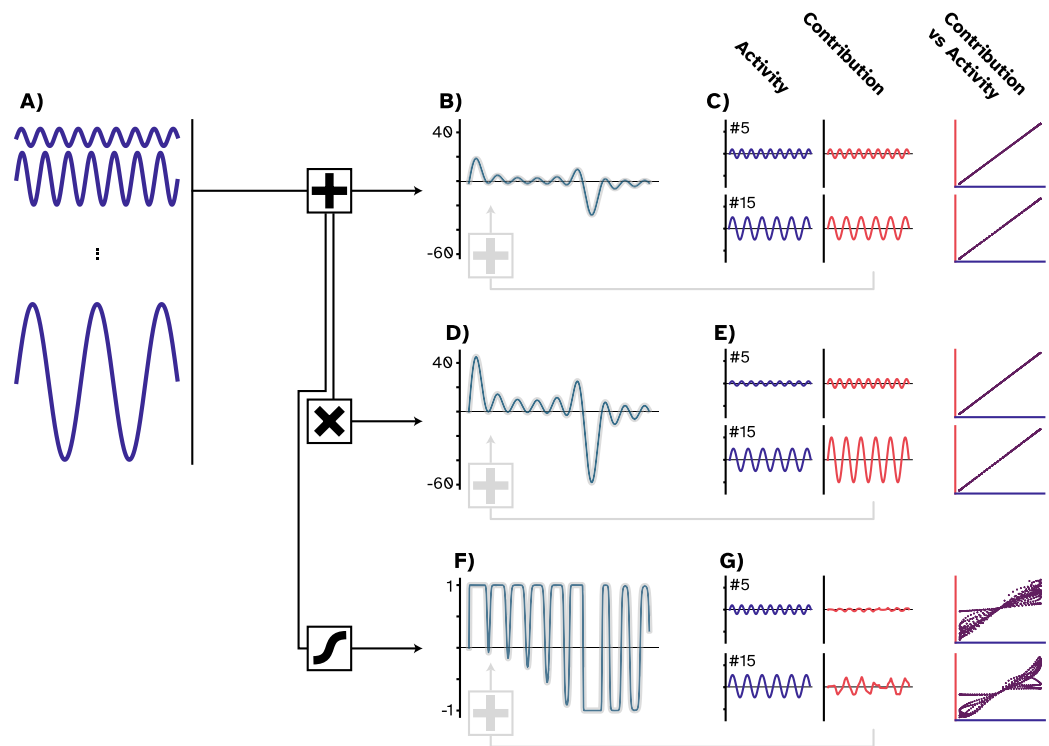 Activity
Contribution
Contribution
vs Activity
A)
B)
C)
40
-60
#5
#15
D)
E)
40
-60
#5
#15
F)
G)
1
-1
#5
#15